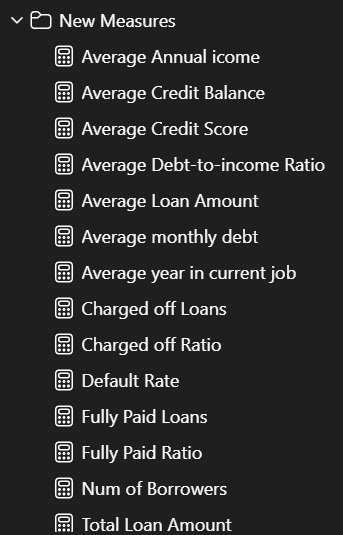 New Measures
Average Annual icome
Average Credit Balance
Average Credit Score
Average Debt-to-income Ratio
Average Loan Amount
Average monthly debt
Average year in current job
Charged off Loans
Charged off Ratio
Default Rate
Fully Paid Loans
Fully Paid Ratio
Num of Borrowers
Total Loan Amount